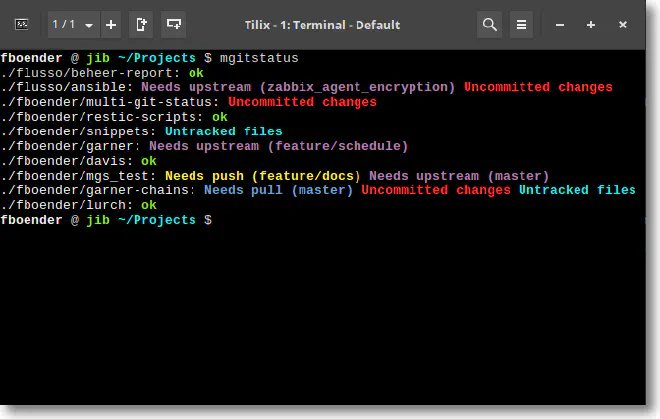 1 / 1
Tilix - 1: Terminal - Default
fboender @ jib ~/Projects $ mgitstatus
./flusso/beheer-report: ok
./flusso/ansible: Needs upstream (zabbix_agent_encryption) Uncommitted changes
./fboender/multi-git-status: Uncommitted changes
./fboender/restic-scripts: ok
./fboender/snippets: Untracked files
./fboender/garner: Needs upstream (feature/schedule)
./fboender/davis: ok
./fboender/mgs_test: Needs push (feature/docs) Needs upstream (master)
./fboender/garner-chains: Needs pull (master) Uncommitted changes Untracked files
./fboender/lurch: ok
fboender @ jib ~/Projects $